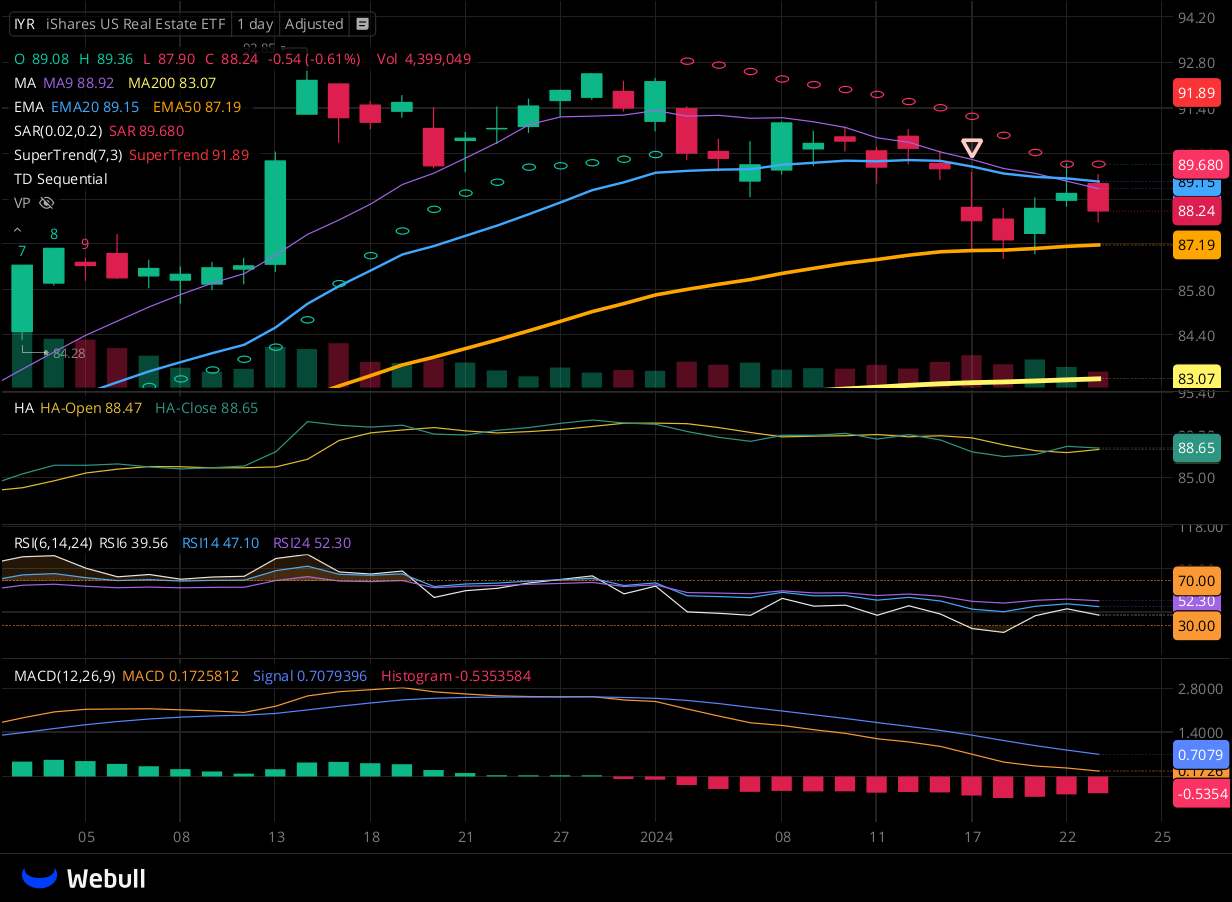 IYR iShares US Real Estate ETF 1 day Adjusted
O 89.08 H 89.36 L 87.90 C 88.24 -0.54 (-0.61%) Vol 4,399,049
MA MA9 88.92 MA200 83.07
EMA EMA20 89.15 EMA50 87.19
SAR(0.02,0.2) SAR 89.680
SuperTrend(7,3) SuperTrend 91.89
TD Sequential
VP
7 8 9
84.28
94.20
92.80
91.89
91.40
89.680
89.15
88.24
87.19
85.80
84.40
83.07
HA HA-Open 88.47 HA-Close 88.65
95.40
88.65
85.00
RSI(6,14,24) RSI6 39.56 RSI14 47.10 RSI24 52.30
118.00
70.00
52.30
30.00
MACD(12,26,9) MACD 0.1725812 Signal 0.7079396 Histogram -0.5353584
2.8000
1.4000
0.7079
0.1726
-0.5354
05 08 13 18 21 27 2024 08 11 17 22 25
Webull